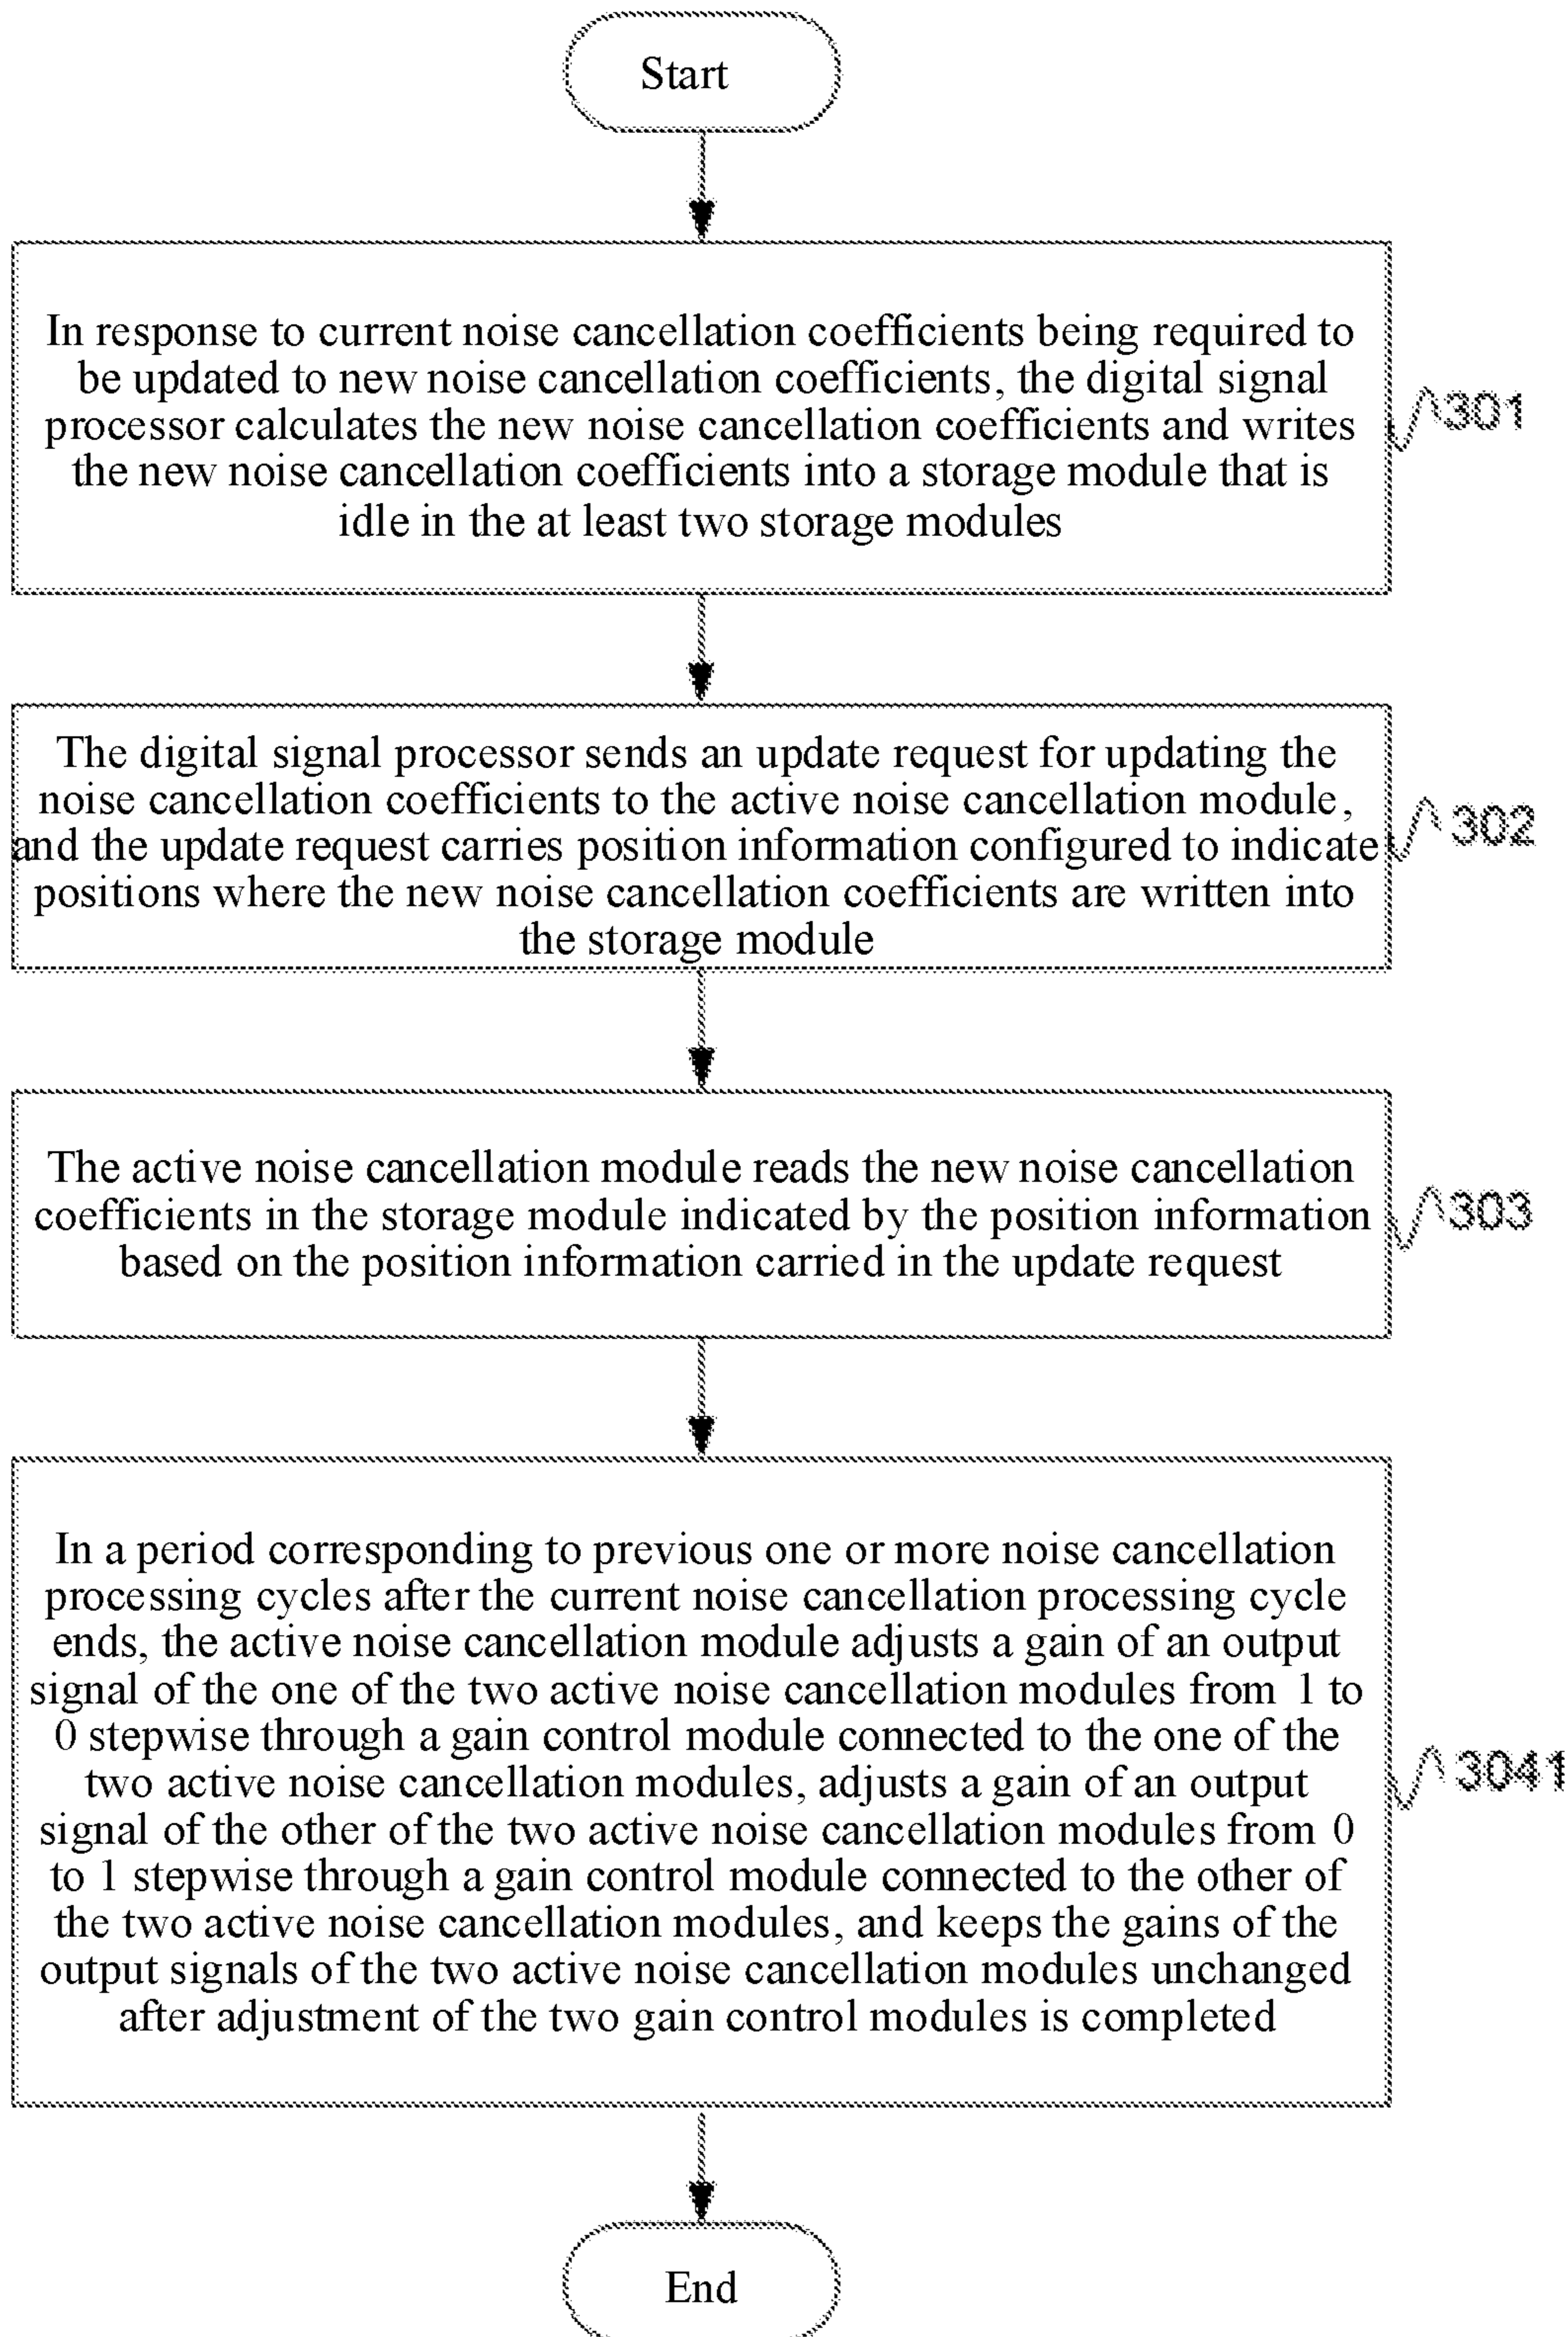 Start
In response to current noise cancellation coefficients being required to
be updated to new noise cancellation coefficients, the digital signal
processor calculates the new noise cancellation coefficients and writes
the new noise cancellation coefficients into a storage module that is
idle in the at least two storage modules
301
The digital signal processor sends an update request for updating the
noise cancellation coefficients to the active noise cancellation module,
and the update request carries position information configured to indicate
positions where the new noise cancellation coefficients are written into
the storage module
302
The active noise cancellation module reads the new noise cancellation
coefficients in the storage module indicated by the position information
based on the position information carried in the update request
303
In a period corresponding to previous one or more noise cancellation
processing cycles after the current noise cancellation processing cycle
ends, the active noise cancellation module adjusts a gain of an output
signal of the one of the two active noise cancellation modules from 1 to
0 stepwise through a gain control module connected to the one of the
two active noise cancellation modules, adjusts a gain of an output
signal of the other of the two active noise cancellation modules from 0
to 1 stepwise through a gain control module connected to the other of
the two active noise cancellation modules, and keeps the gains of the
output signals of the two active noise cancellation modules unchanged
after adjustment of the two gain control modules is completed
3041
End